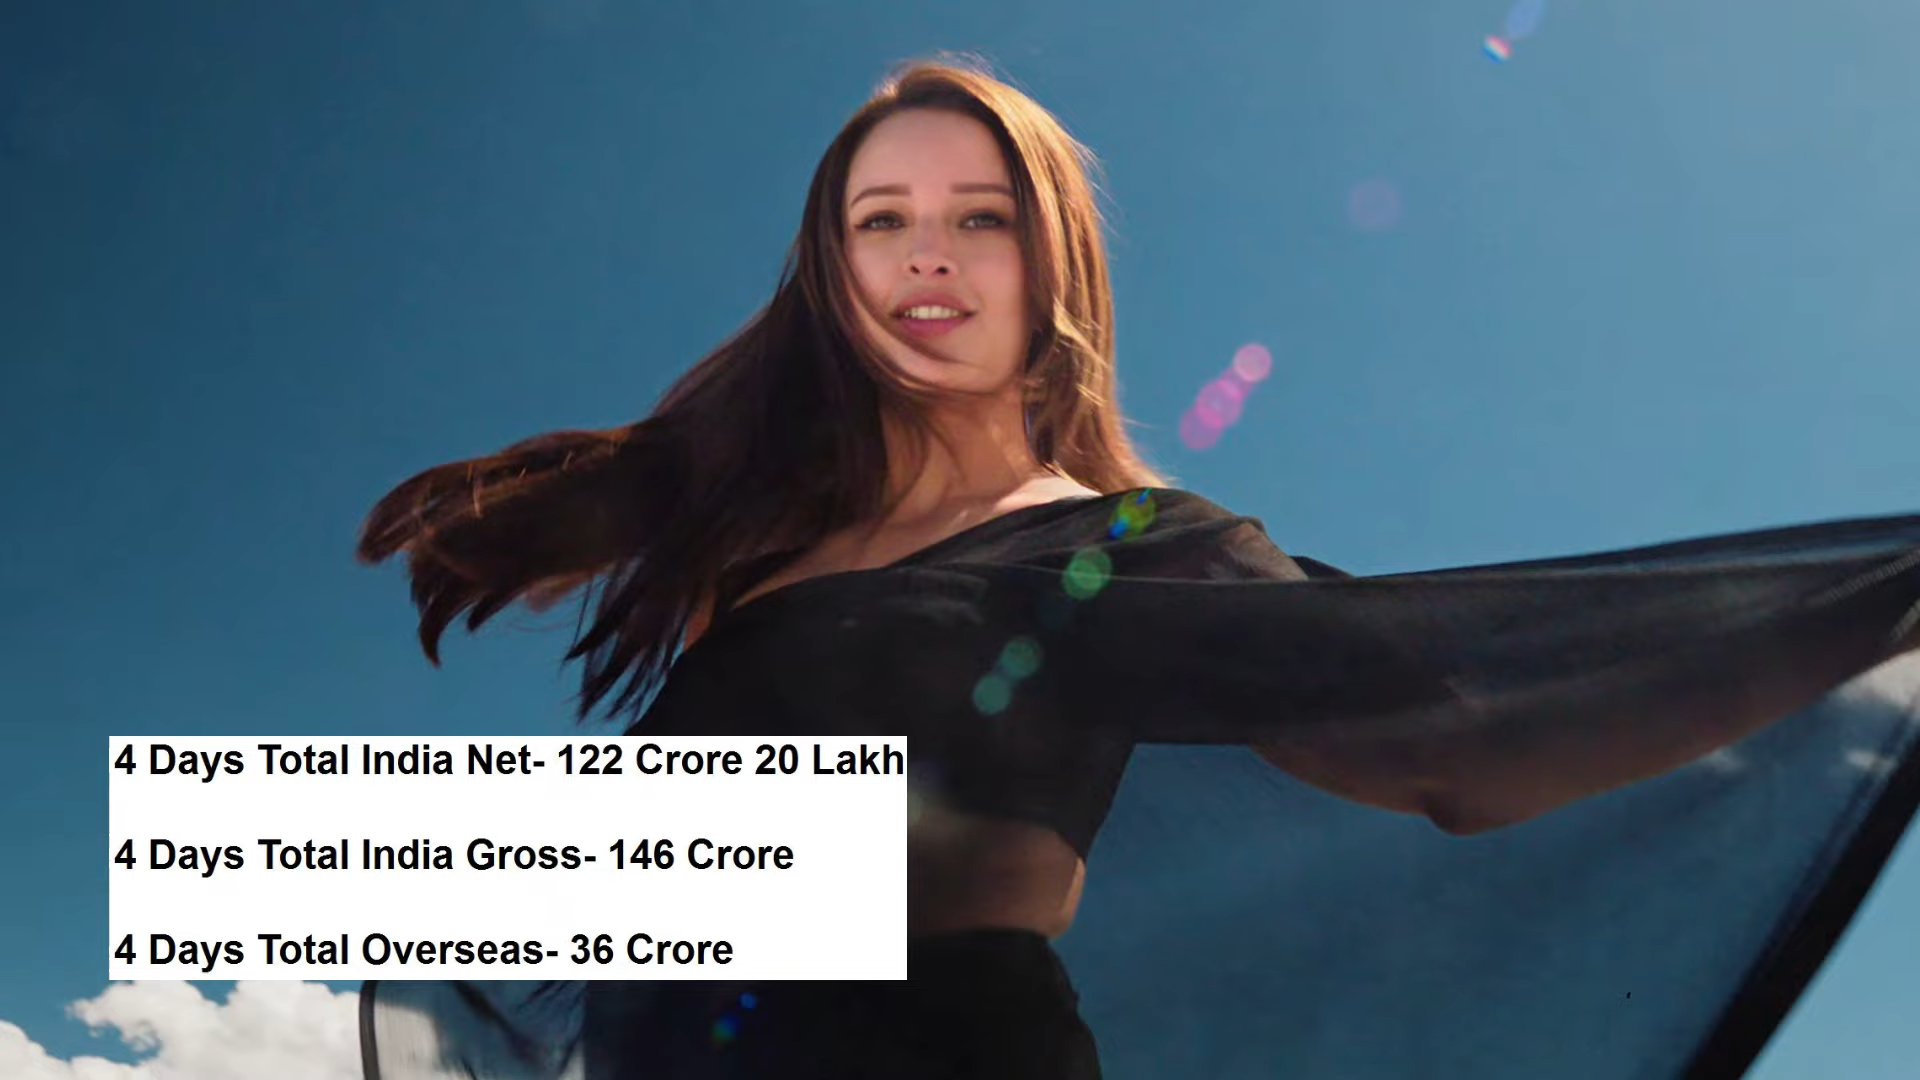 4 Days Total India Net- 122 Crore 20 Lakh
4 Days Total India Gross- 146 Crore
4 Days Total Overseas- 36 Crore